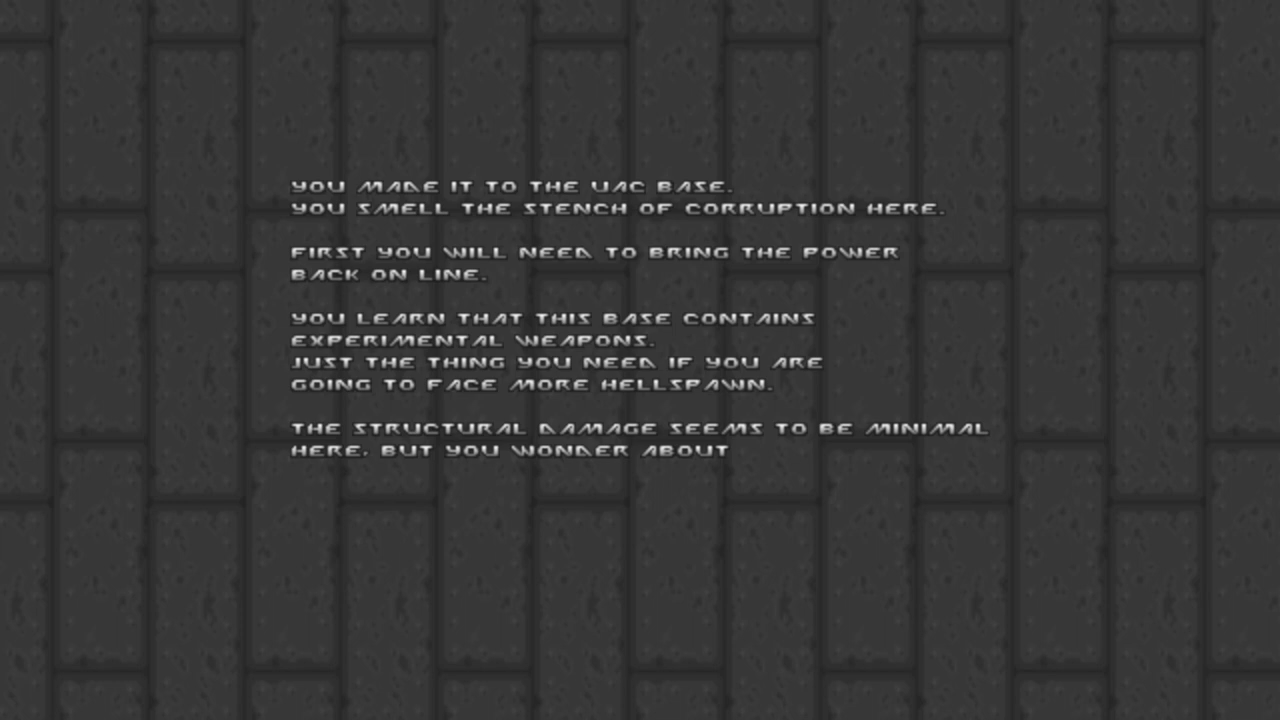 YOU MADE IT TO THE UAC BASE.
YOU SMELL THE STENCH OF CORRUPTION HERE.
FIRST YOU WILL NEED TO BRING THE POWER
BACK ON LINE.
YOU LEARN THAT THIS BASE CONTAINS
EXPERIMENTAL WEAPONS.
JUST THE THING YOU NEED IF YOU ARE
GOING TO FACE MORE HELLSPAWN.
THE STRUCTURAL DAMAGE SEEMS TO BE MINIMAL
HERE, BUT YOU WONDER ABOUT